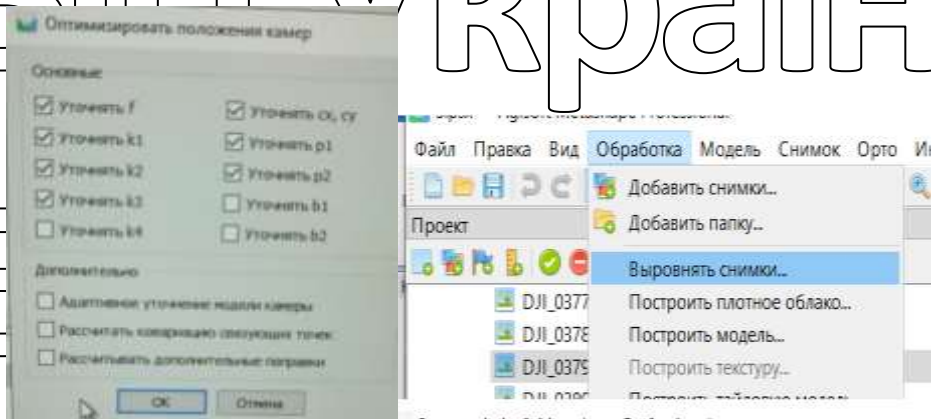 країн
Оптимизировать положения камер
Основные
Уточнять f
Уточнять cx, cy
Уточнять k1
Уточнять p1
Уточнять k2
Уточнять p2
Уточнять k3
Уточнять b1
Уточнять k4
Уточнять b2
Дополнительно
Адаптивное уточнение модели камеры
Рассчитать ковариацию связующих точек
Рассчитывать дополнительные поправки
OK
Отмена
Файл Правка Вид Обработка Модель Снимок Орто
Добавить снимки...
Проект
Добавить папку...
Выровнять снимки...
DJI_0377
Построить плотное облако...
DJI_0378
Построить модель...
DJI_0379
Построить текстуру...